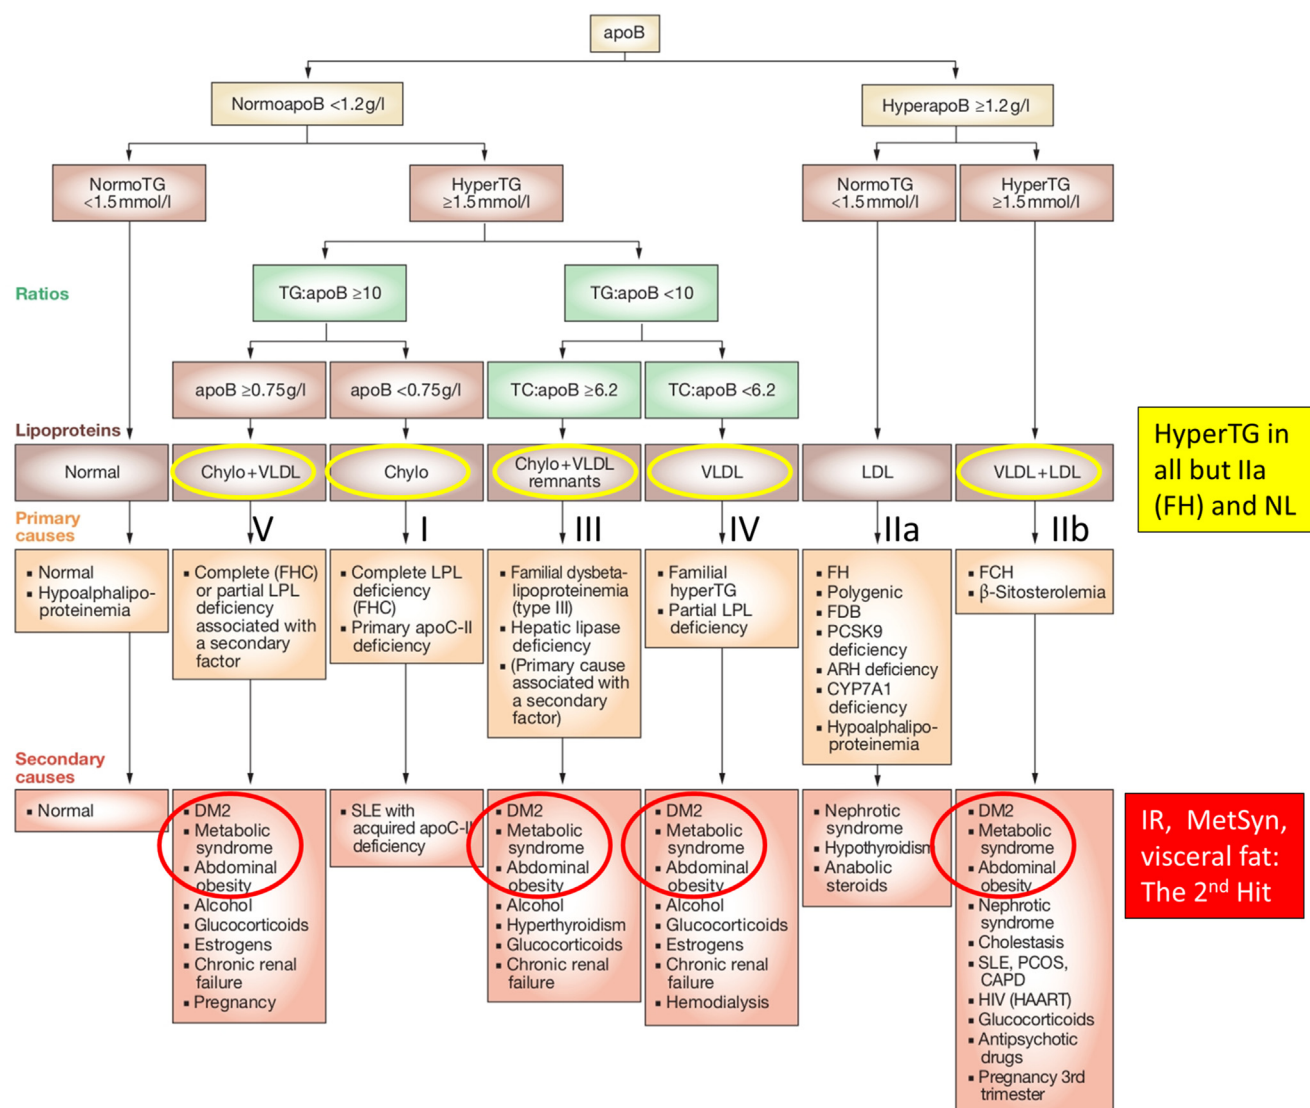 apoB
NormoapoB <1.2g/l
HyperapoB ≥1.2g/l
NormoTG
<1.5mmol/l
HyperTG
≥1.5mmol/l
NormoTG
<1.5mmol/l
HyperTG
≥1.5mmol/l
Ratios
TG:apoB ≥10
TG:apoB <10
apoB ≥0.75g/l
apoB <0.75g/l
TC:apoB ≥6.2
TC:apoB <6.2
Lipoproteins
Normal
Chylo+VLDL
Chylo
Chylo+VLDL
remnants
VLDL
LDL
VLDL+LDL
HyperTG in
all but IIa
(FH) and NL
Primary
causes
V
I
III
IV
IIa
IIb
▪ Normal
▪ Hypoalphalipo-
proteinemia
▪ Complete (FHC)
or partial LPL
deficiency
associated with
a secondary
factor
▪ Complete LPL
deficiency
(FHC)
▪ Primary apoC-II
deficiency
▪ Familial dysbeta-
lipoproteinemia
(type III)
▪ Hepatic lipase
deficiency
▪ (Primary cause
associated with
a secondary
factor)
▪ Familial
hyperTG
▪ Partial LPL
deficiency
▪ FH
▪ Polygenic
▪ FDB
▪ PCSK9
deficiency
▪ ARH deficiency
▪ CYP7A1
deficiency
▪ Hypoalphalipo-
proteinemia
▪ FCH
▪ β-Sitosterolemia
Secondary
causes
▪ Normal
▪ DM2
▪ Metabolic
syndrome
▪ Abdominal
obesity
▪ Alcohol
▪ Glucocorticoids
▪ Estrogens
▪ Chronic renal
failure
▪ Pregnancy
▪ SLE with
acquired apoC-II
deficiency
▪ DM2
▪ Metabolic
syndrome
▪ Abdominal
obesity
▪ Alcohol
▪ Hyperthyroidism
▪ Glucocorticoids
▪ Chronic renal
failure
▪ DM2
▪ Metabolic
syndrome
▪ Abdominal
obesity
▪ Alcohol
▪ Glucocorticoids
▪ Estrogens
▪ Chronic renal
failure
▪ Hemodialysis
▪ Nephrotic
syndrome
▪ Hypothyroidism
▪ Anabolic
steroids
▪ DM2
▪ Metabolic
syndrome
▪ Abdominal
obesity
▪ Nephrotic
syndrome
▪ Cholestasis
▪ SLE, PCOS,
CAPD
▪ HIV (HAART)
▪ Glucocorticoids
▪ Antipsychotic
drugs
▪ Pregnancy 3rd
trimester
IR, MetSyn,
visceral fat:
The 2nd Hit